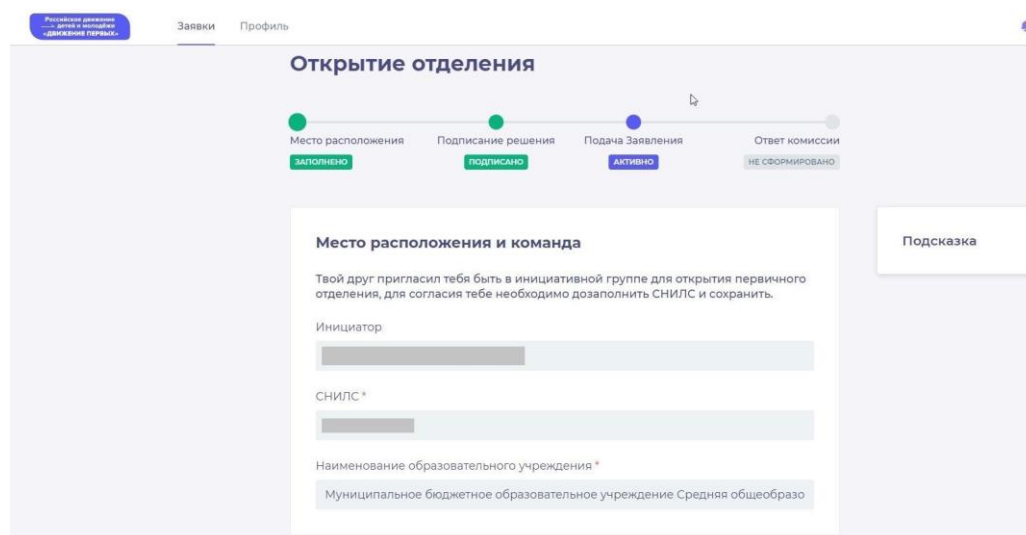 Российское движение
детей и молодёжи
«ДВИЖЕНИЕ ПЕРВЫХ»
Заявки Профиль
Открытие отделения
Место расположения Подписание решения Подача Заявления Ответ комиссии
ЗАПОЛНЕНО ПОДПИСАНО АКТИВНО НЕ СФОРМИРОВАНО
Место расположения и команда
Подсказка
Твой друг пригласил тебя быть в инициативной группе для открытия первичного
отделения, для согласия тебе необходимо дозаполнить СНИЛС и сохранить.
Инициатор
СНИЛС *
Наименование образовательного учреждения *
Муниципальное бюджетное образовательное учреждение Средняя общеобразо